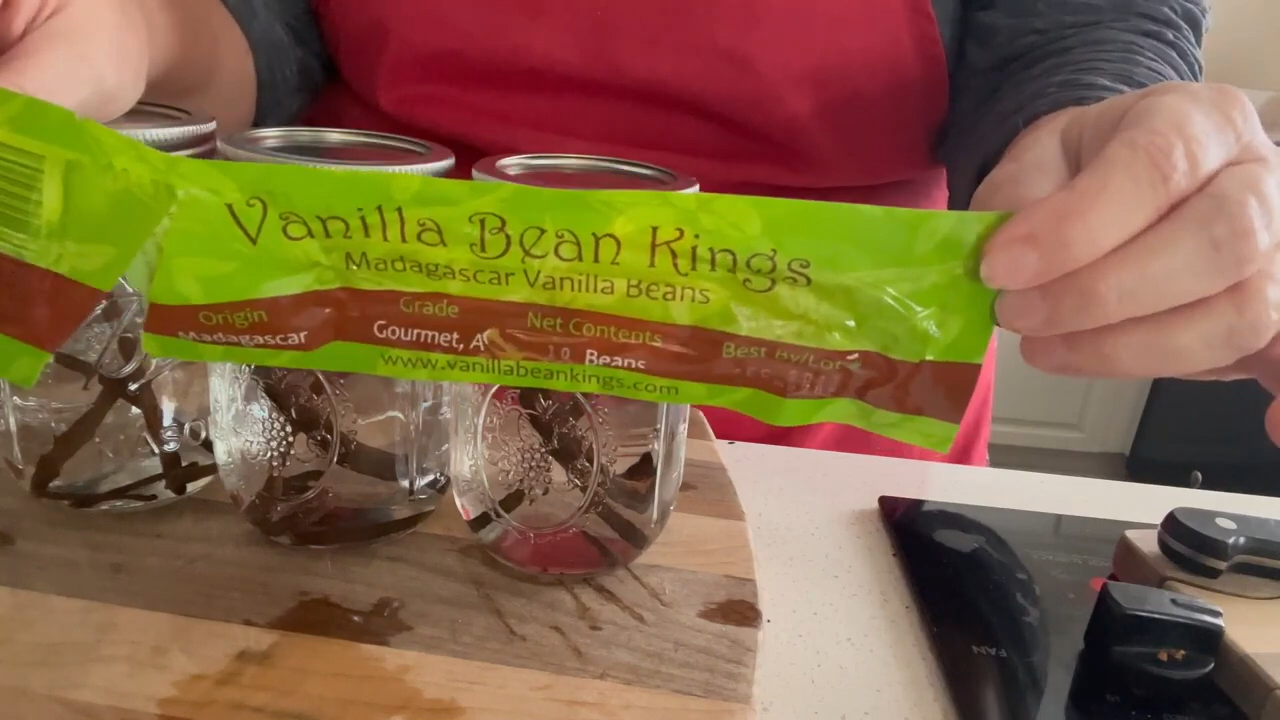 Vanilla Bean Kings
Madagascar Vanilla Beans
Origin
Madagascar
Grade
Gourmet, A
Net Contents
10 Beans
Best By/Lot
www.vanillabeankings.com
FAN